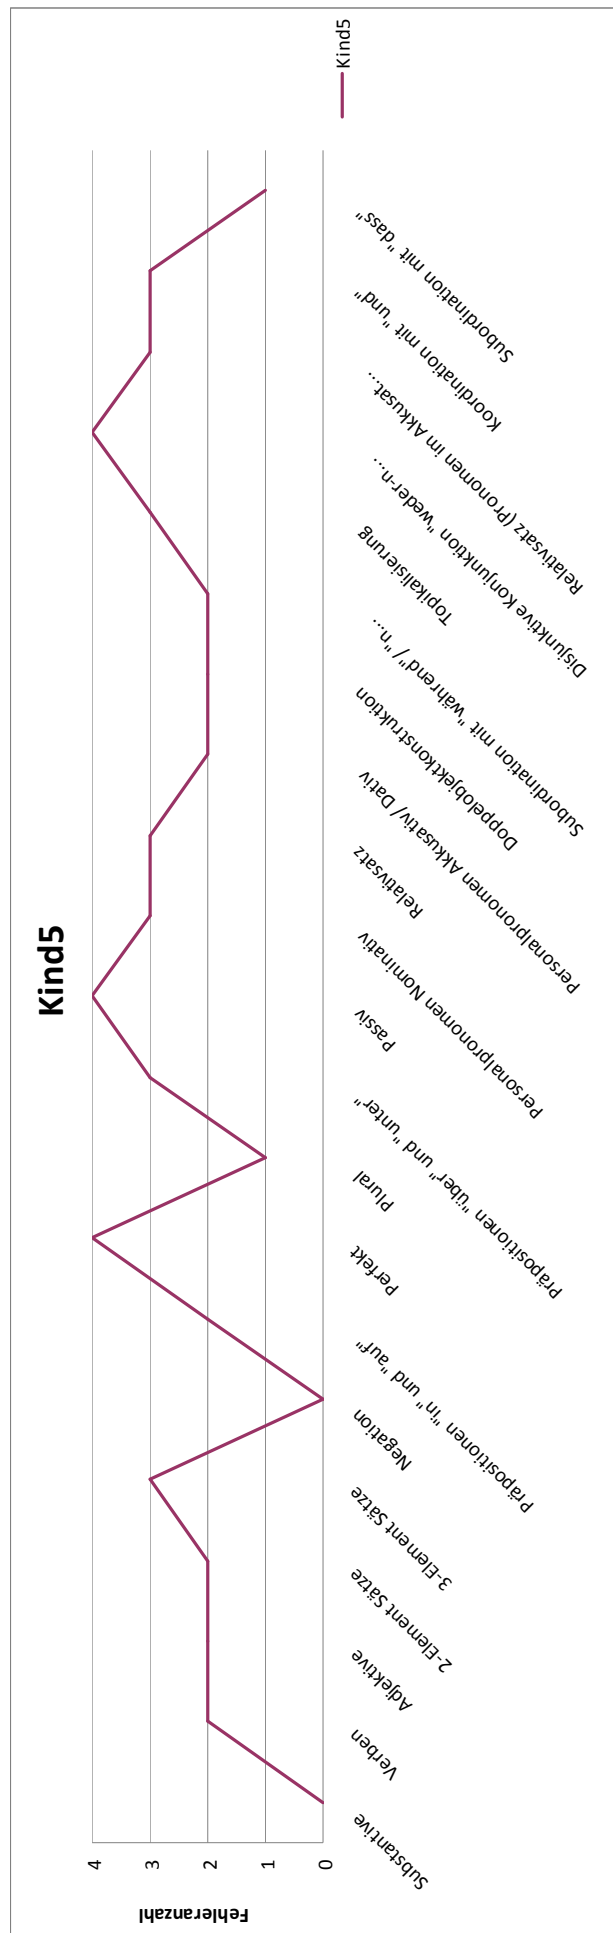 Kind5
Fehleranzahl
4
3
2
1
0
Substantive
Verben
Adjektive
2-Element Sätze
3-Element Sätze
Negation
Präpositionen "in" und "auf"
Perfekt
Plural
Präpositionen "über" und "unter"
Passiv
Personalpronomen Nominativ
Relativsatz
Personalpronomen Akkusativ/ Dativ
Doppelobjektkonstruktion
Subordination mit "während"/ "n...
Topikalisierung
Disjunktive Konjunktion "weder-n...
Relativsatz (Pronomen im Akkusat...
Koordination mit "und"
Subordination mit "dass"
Kind5